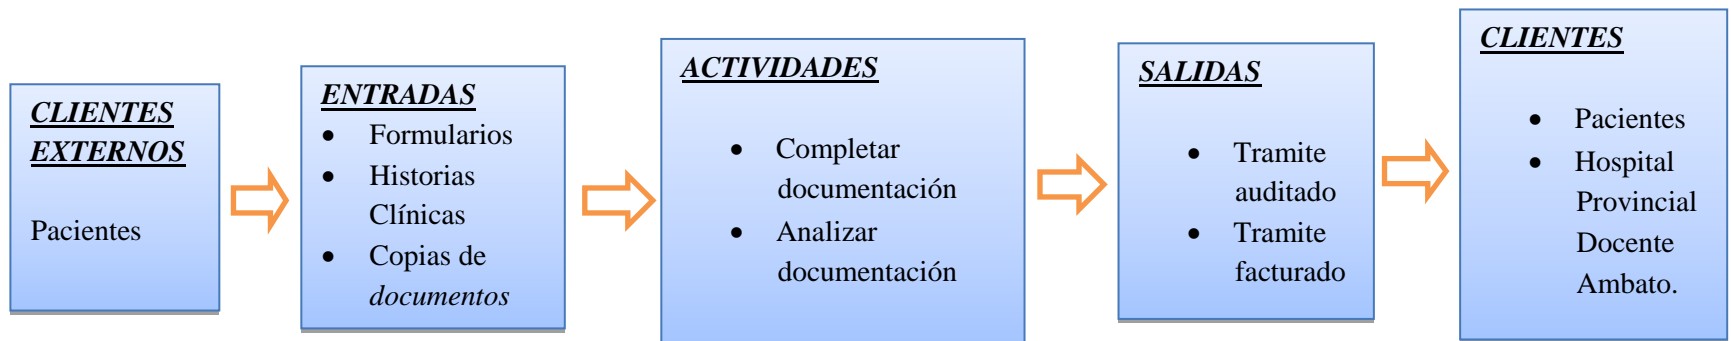 CLIENTES
EXTERNOS
Pacientes
ENTRADAS
• Formularios
• Historias
Clínicas
• Copias de
documentos
ACTIVIDADES
• Completar
documentación
• Analizar
documentación
SALIDAS
• Tramite
auditado
• Tramite
facturado
CLIENTES
• Pacientes
• Hospital
Provincial
Docente
Ambato.